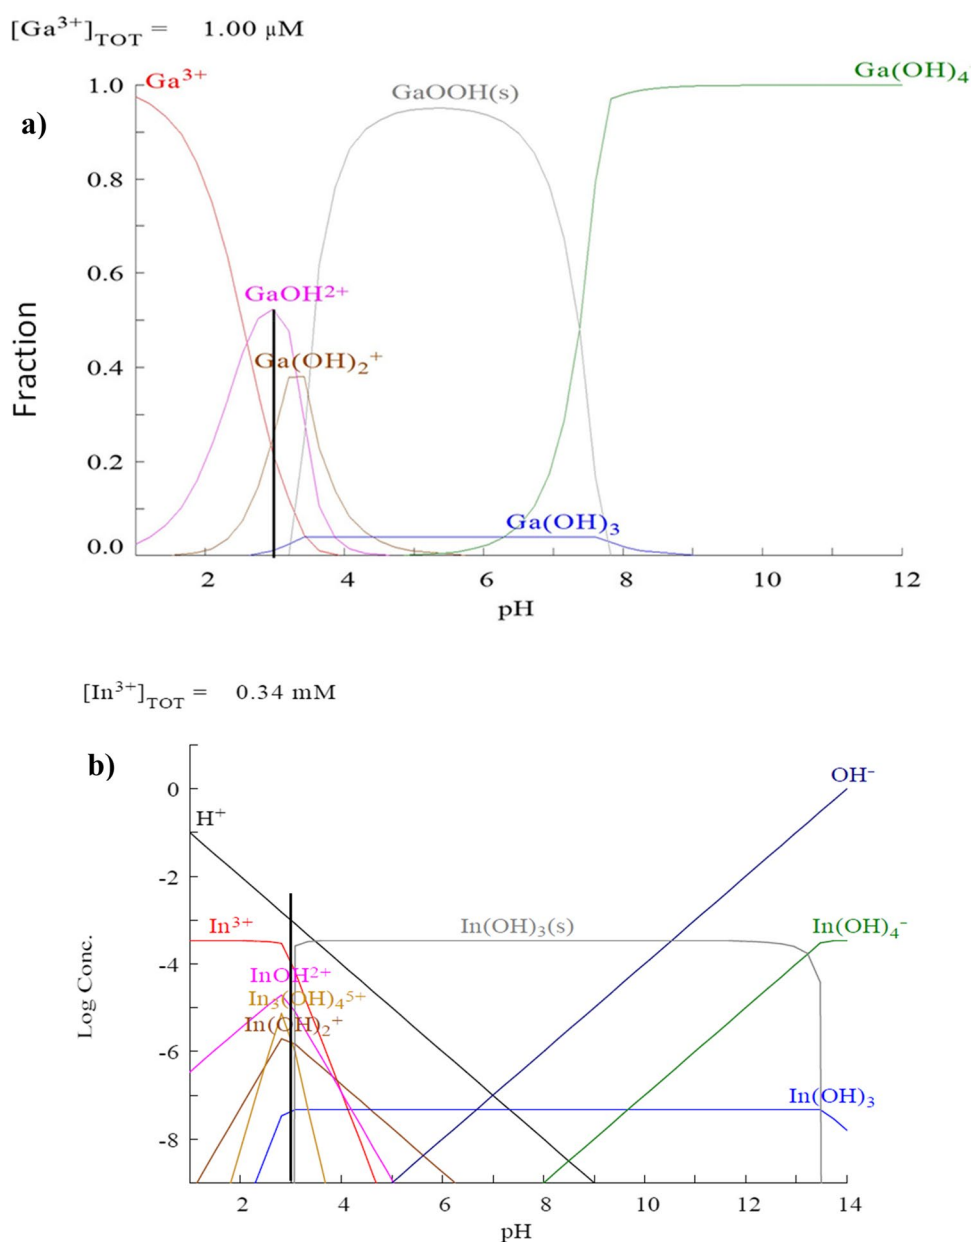 [Ga³⁺]TOT = 1.00 µM
a)
Fraction
1.0
0.8
0.6
0.4
0.2
0.0
Ga³⁺
GaOOH(s)
Ga(OH)₄
GaOH²⁺
Ga(OH)₂⁺
Ga(OH)₃
2 4 6 8 10 12
pH
[In³⁺]TOT = 0.34 mM
b)
Log Conc.
0
-2
-4
-6
-8
H⁺
OH⁻
In³⁺
In(OH)₃(s)
In(OH)₄⁻
InOH²⁺
In₃(OH)₄⁵⁺
In(OH)₂⁺
In(OH)₃
2 4 6 8 10 12 14
pH